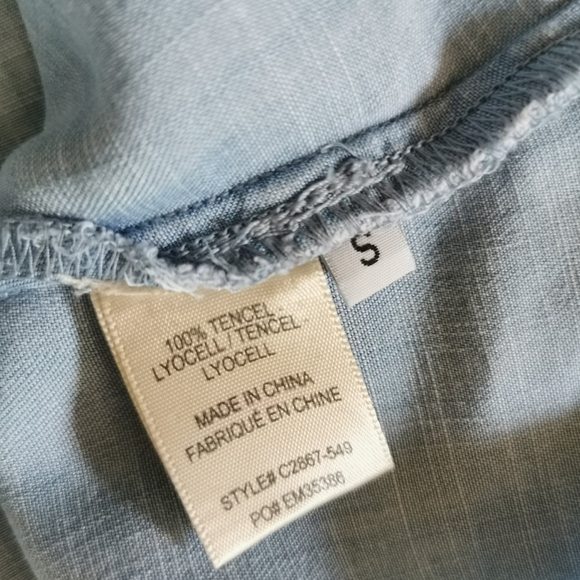 S
100% TENCEL
LYOCELL / TENCEL
LYOCELL
MADE IN CHINA
FABRIQUÉ EN CHINE
STYLE# C2867-549
PO# EM35386